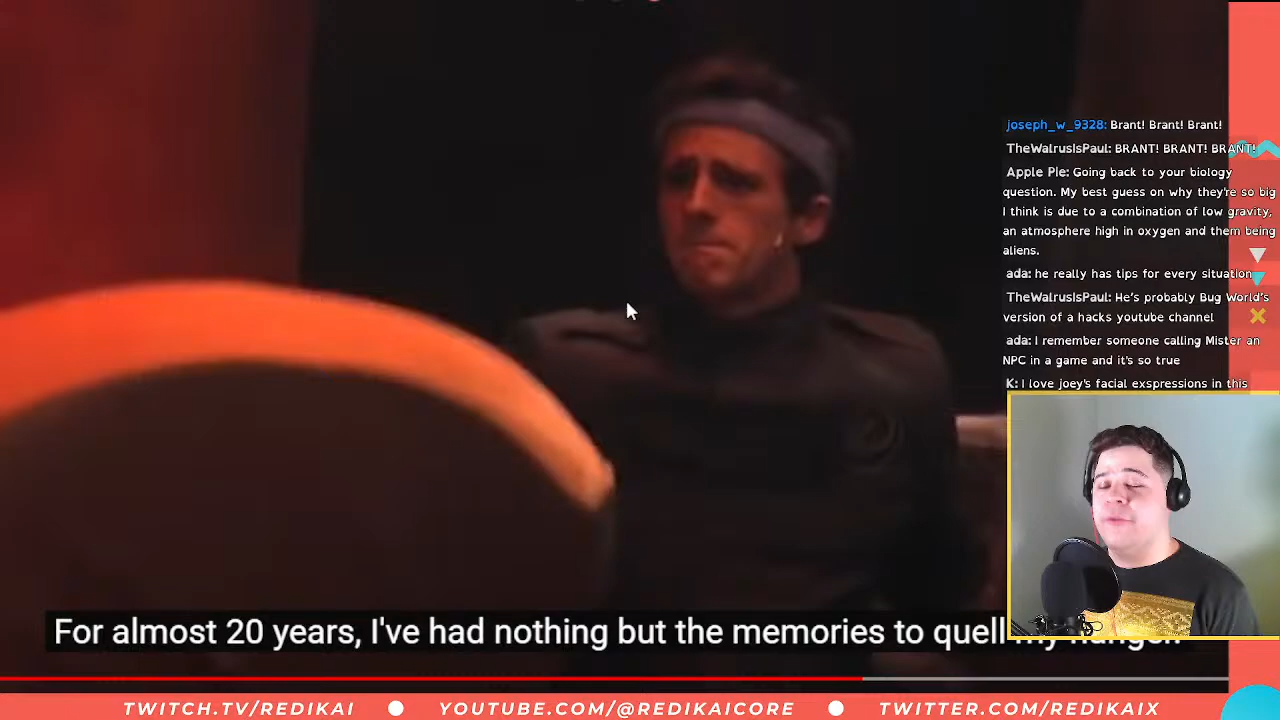 joseph_w_9328: Brant! Brant! Brant!
TheWalrusIsPaul: BRANT! BRANT! BRANT!
Apple Pie: Going back to your biology
question. My best guess on why they're so big
I think is due to a combination of low gravity,
an atmosphere high in oxygen and them being
aliens.
ada: he really has tips for every situation
TheWalrusIsPaul: He's probably Bug World's
version of a hacks youtube channel
ada: I remember someone calling Mister an
NPC in a game and it's so true
K: I love joey's facial exspressions in this
For almost 20 years, I've had nothing but the memories to quell my hunger.
TWITCH.TV/REDIKAI YOUTUBE.COM/@REDIKAICORE TWITTER.COM/REDIKAIX